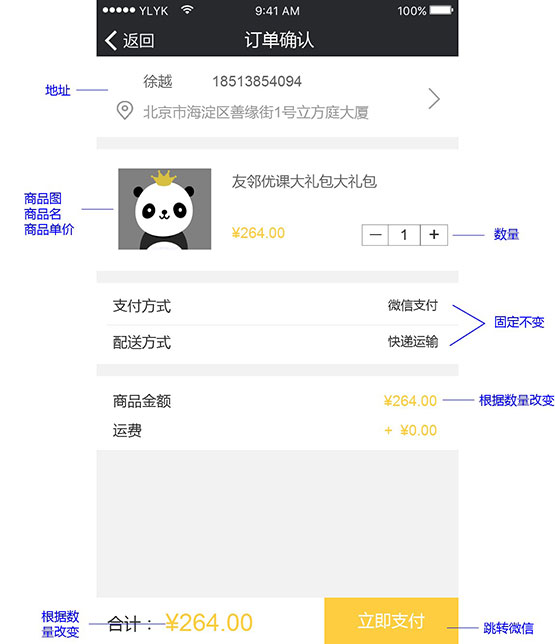 YLYK 9:41 AM 100%
返回 订单确认
徐越 18513854094
地址
北京市海淀区善缘街1号立方庭大厦
友邻优课大礼包大礼包
商品图
商品名
商品单价
¥264.00 — 1 + 数量
支付方式 微信支付
固定不变
配送方式 快递运输
商品金额 ¥264.00 根据数量改变
运费 + ¥0.00
根据数
量改变
合计： ¥264.00 立即支付 跳转微信